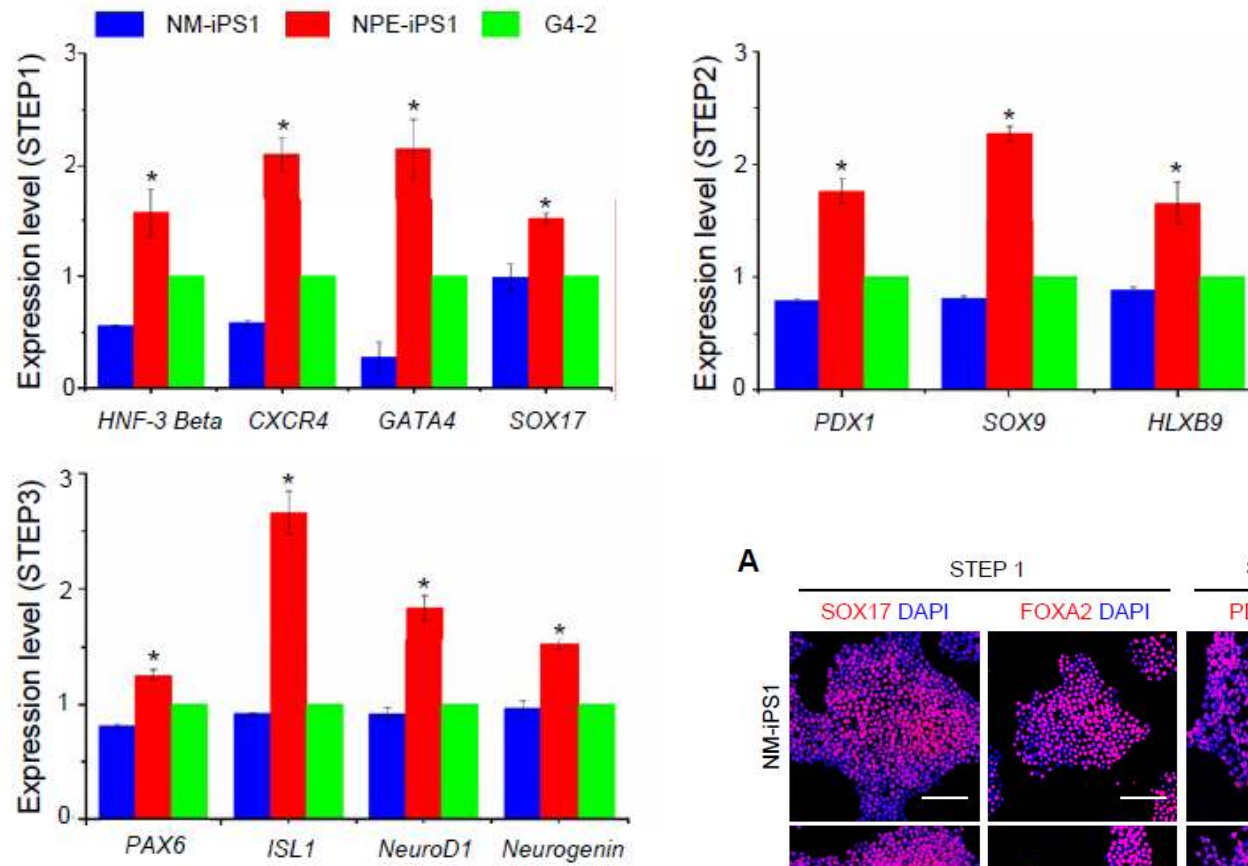 NM-iPS1 NPE-iPS1 G4-2
Expression level (STEP1)
3
2
1
0
* * * *
HNF-3 Beta CXCR4 GATA4 SOX17
Expression level (STEP2)
3
2
1
0
* * *
PDX1 SOX9 HLXB9
Expression level (STEP3)
3
2
1
0
* * * *
PAX6 ISL1 NeuroD1 Neurogenin
A
STEP 1
SOX17 DAPI FOXA2 DAPI
NM-iPS1